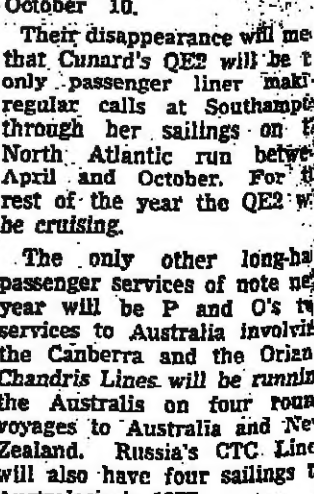 October 10.
Their disappearance will me
that Cunard's QE2 will be t
only passenger liner maki
regular calls at Southampt
through her sailings on t
North Atlantic run betwe
April and October. For t
rest of the year the QE2 w
be cruising.
The only other long-ha
passenger services of note ne
year will be P and O's tw
services to Australia involvi
the Canberra and the Orian
Chandris Lines will be runnin
the Australis on four roun
voyages to Australia and Ne
Zealand. Russia's CTC Line
will also have four sailings t